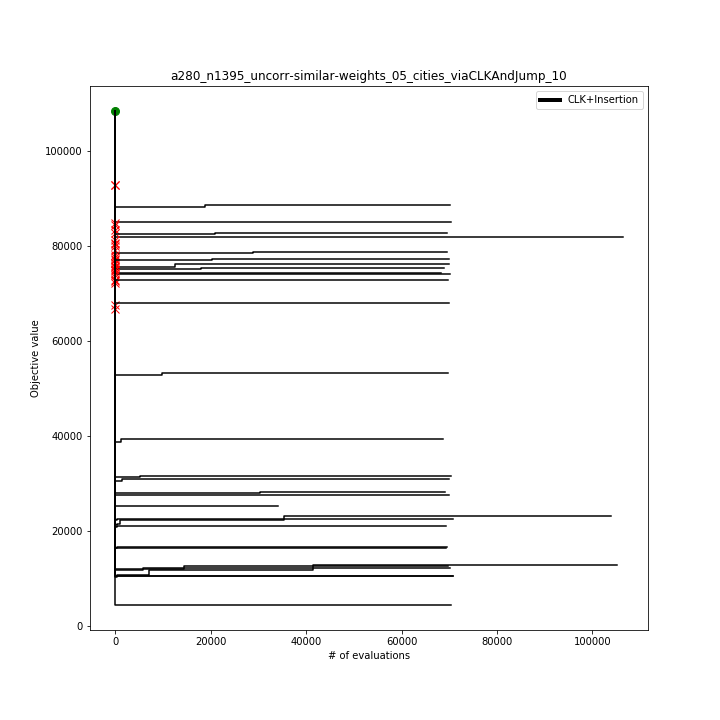 a280_n1395_uncorr-similar-weights_05_cities_viaCLKAndJump_10
CLK+Insertion
100000
80000
60000
40000
20000
0
Objective value
0 20000 40000 60000 80000 100000
# of evaluations